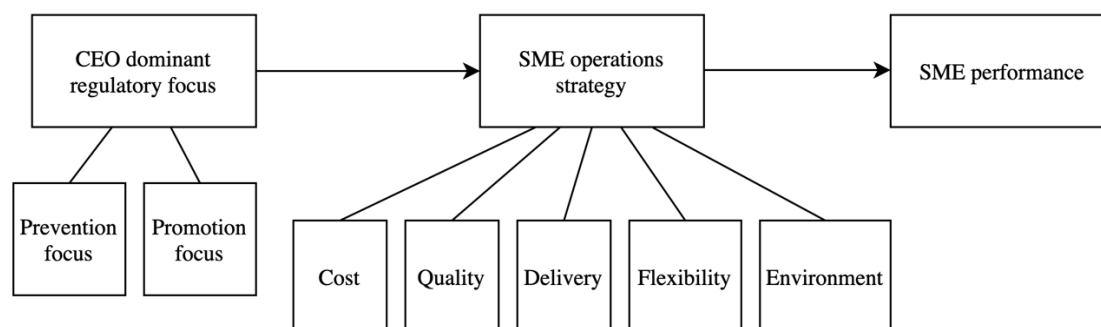 CEO dominant
regulatory focus
SME operations
strategy
SME performance
Prevention
focus
Promotion
focus
Cost
Quality
Delivery
Flexibility
Environment